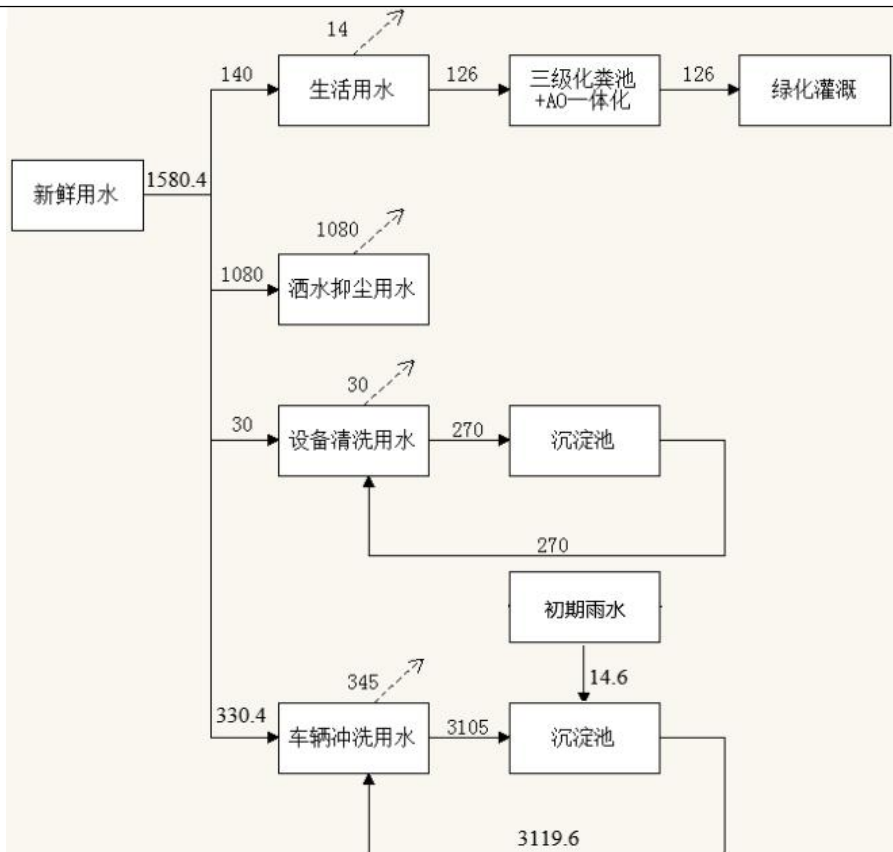 14
140
生活用水
126
三级化粪池
+AO一体化
126
绿化灌溉
新鲜用水
1580.4
1080
1080
洒水抑尘用水
30
30
设备清洗用水
270
沉淀池
270
初期雨水
14.6
345
330.4
车辆冲洗用水
3105
沉淀池
3119.6